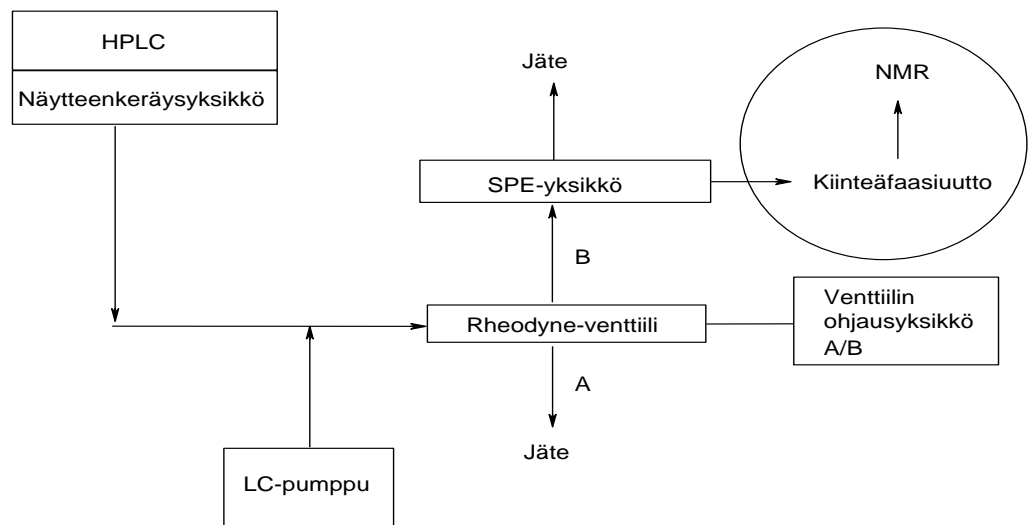 HPLC
Näytteenkeräysyksikkö
Jäte
NMR
SPE-yksikkö
Kiinteäfaasiuutto
B
Rheodyne-venttiili
Venttiilin
ohjausyksikkö
A/B
A
Jäte
LC-pumppu